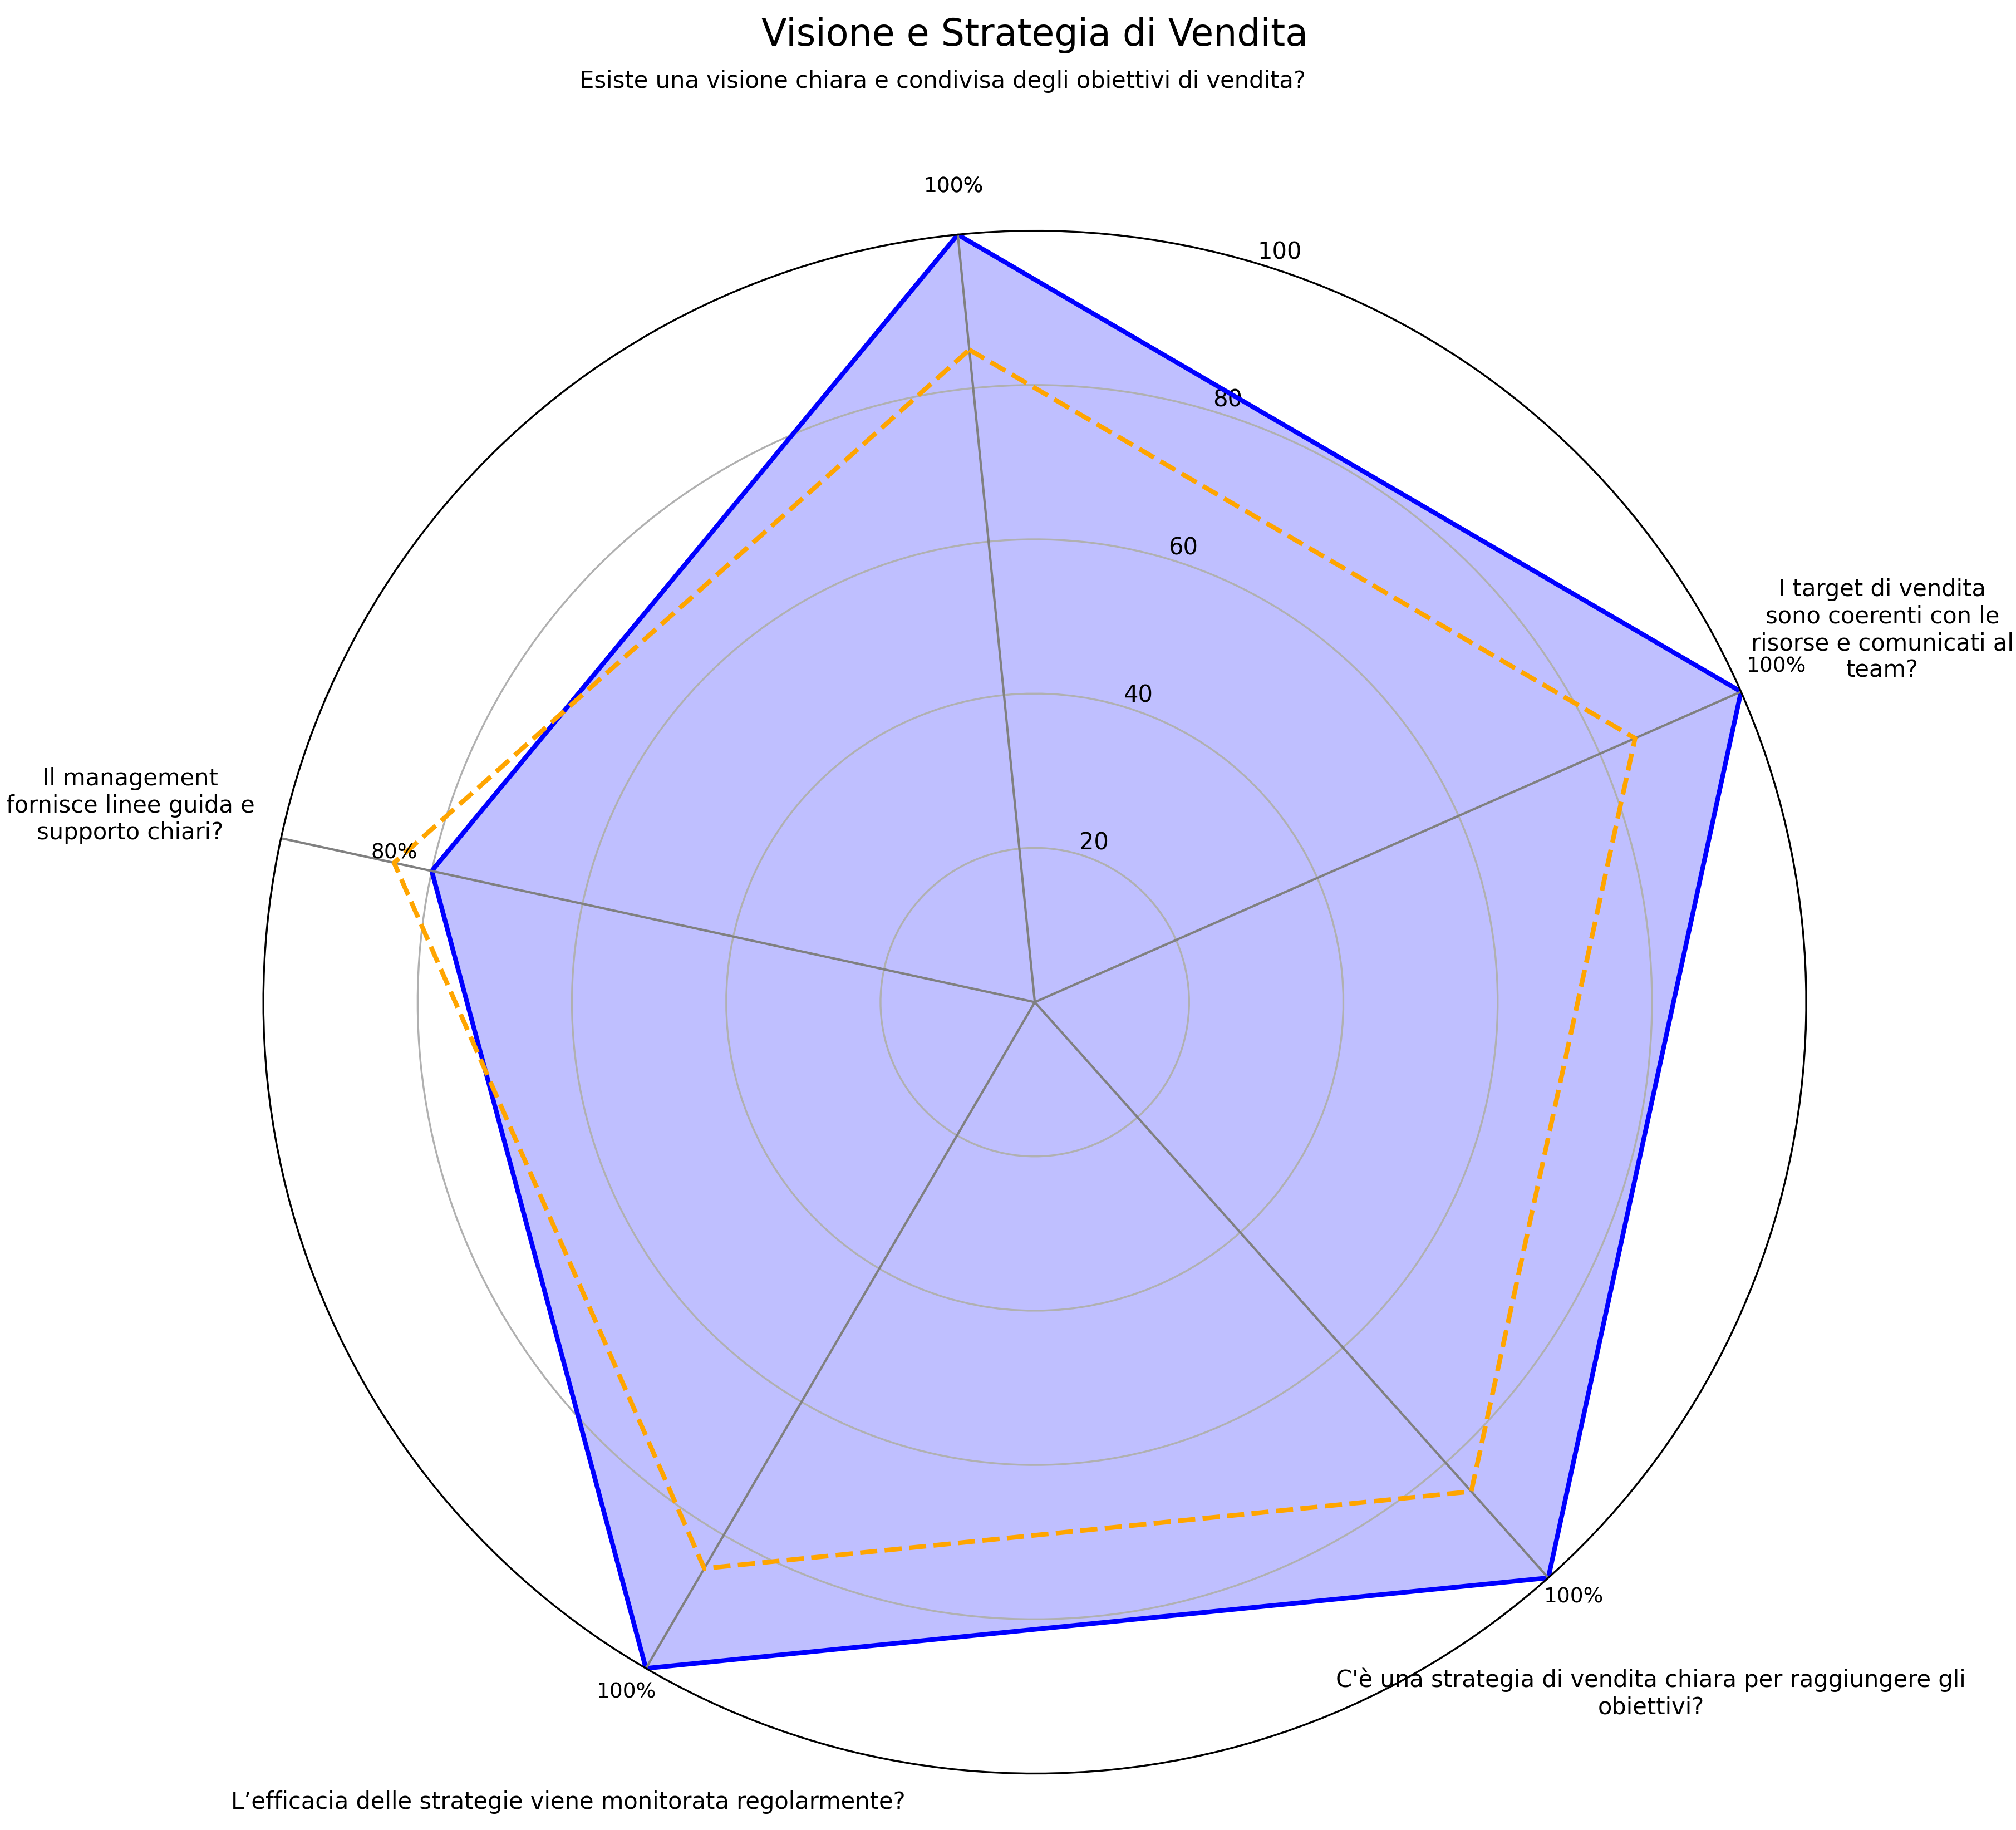 Visione e Strategia di Vendita
Esiste una visione chiara e condivisa degli obiettivi di vendita?
100%
100
80
60
I target di vendita
sono coerenti con le
risorse e comunicati al
team?
100%
40
Il management
fornisce linee guida e
supporto chiari?
80%
20
100%
C'è una strategia di vendita chiara per raggiungere gli
obiettivi?
100%
L’efficacia delle strategie viene monitorata regolarmente?